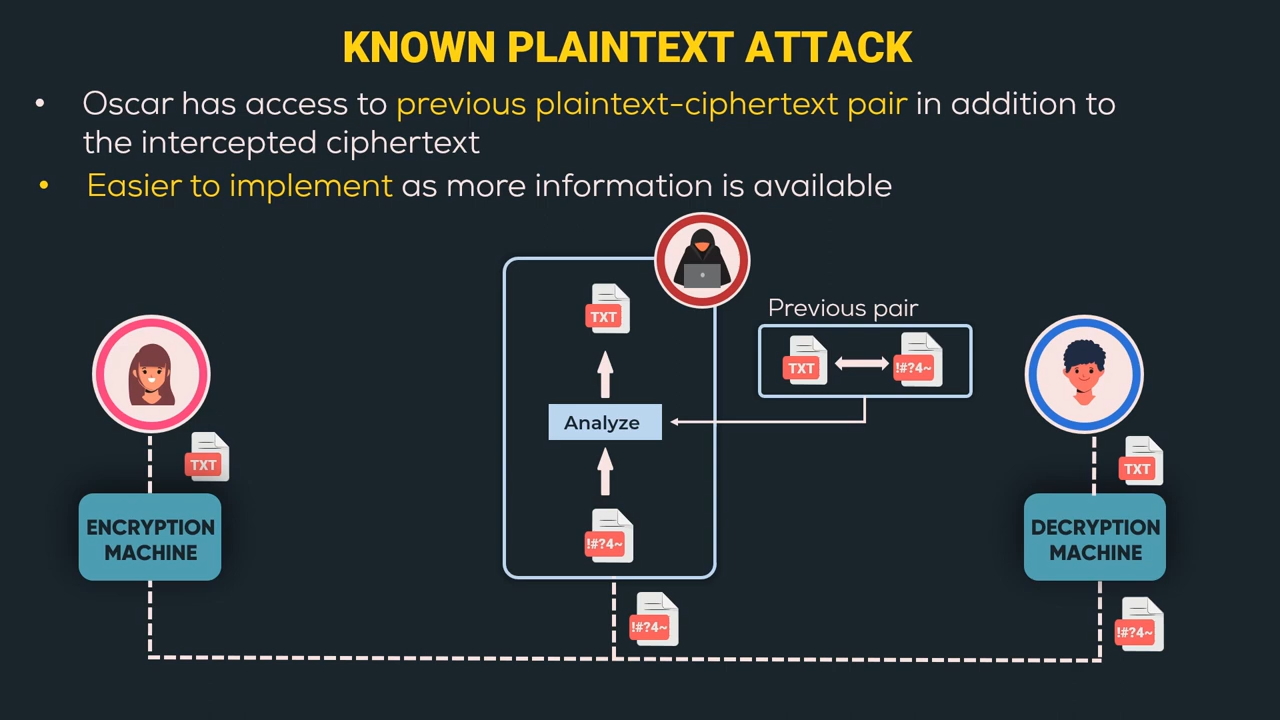 KNOWN PLAINTEXT ATTACK
• Oscar has access to previous plaintext-ciphertext pair in addition to
the intercepted ciphertext
• Easier to implement as more information is available
Previous pair
TXT
TXT
!#?4~
Analyze
TXT
TXT
ENCRYPTION
MACHINE
DECRYPTION
MACHINE
!#?4~
!#?4~
!#?4~